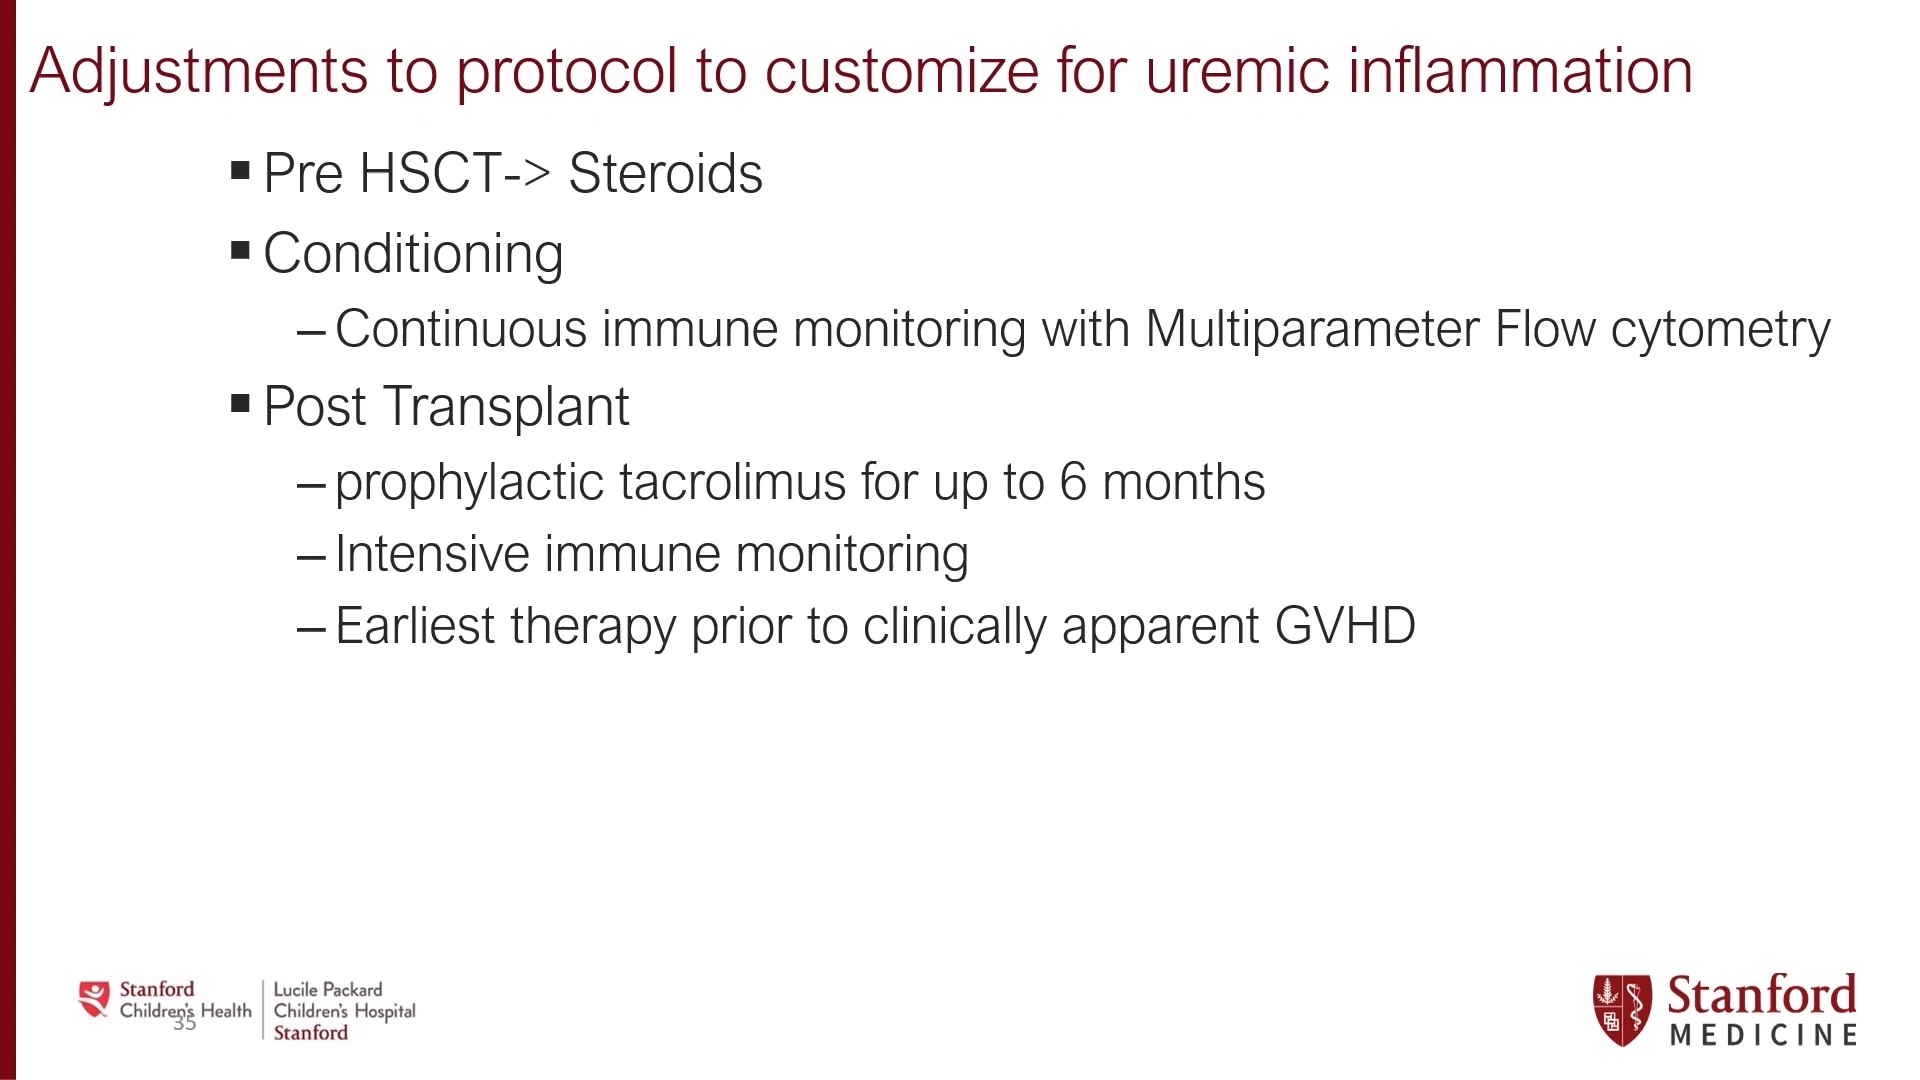 Adjustments to protocol to customize for uremic inflammation
▪ Pre HSCT-> Steroids
▪ Conditioning
– Continuous immune monitoring with Multiparameter Flow cytometry
▪ Post Transplant
– prophylactic tacrolimus for up to 6 months
– Intensive immune monitoring
– Earliest therapy prior to clinically apparent GVHD
Stanford
Children's Health
35
Lucile Packard
Children's Hospital
Stanford
Stanford
MEDICINE